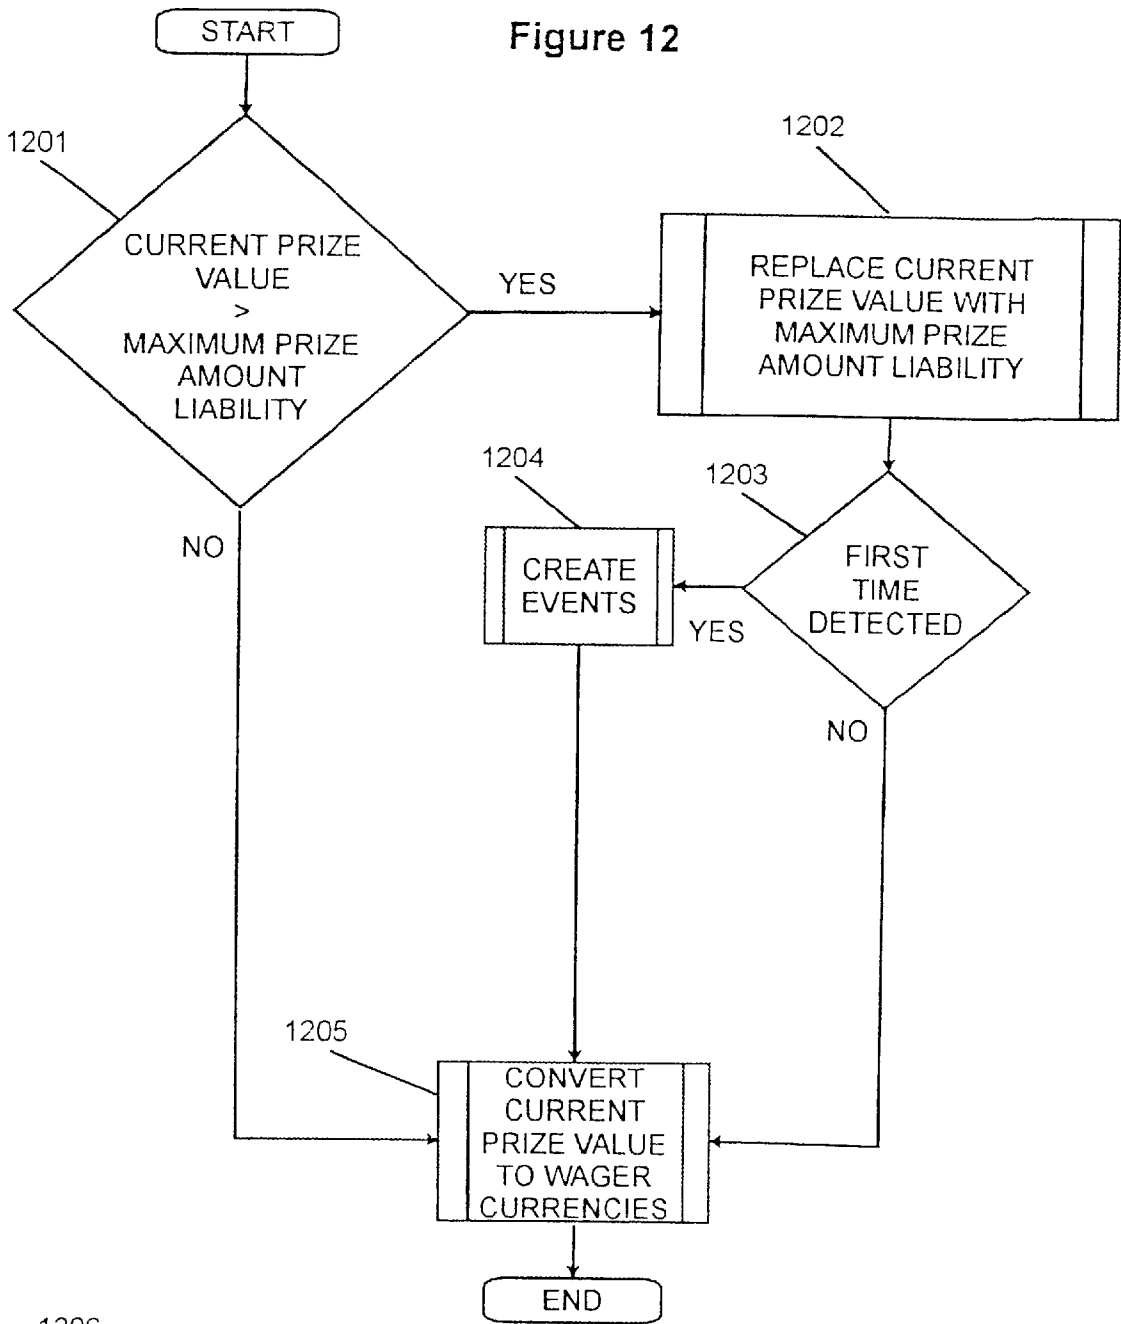 START
Figure 12
1201
1202
CURRENT PRIZE
VALUE
>
MAXIMUM PRIZE
AMOUNT
LIABILITY
YES
REPLACE CURRENT
PRIZE VALUE WITH
MAXIMUM PRIZE
AMOUNT LIABILITY
1204
1203
NO
CREATE
EVENTS
YES
FIRST
TIME
DETECTED
NO
1205
CONVERT
CURRENT
PRIZE VALUE
TO WAGER
CURRENCIES
END